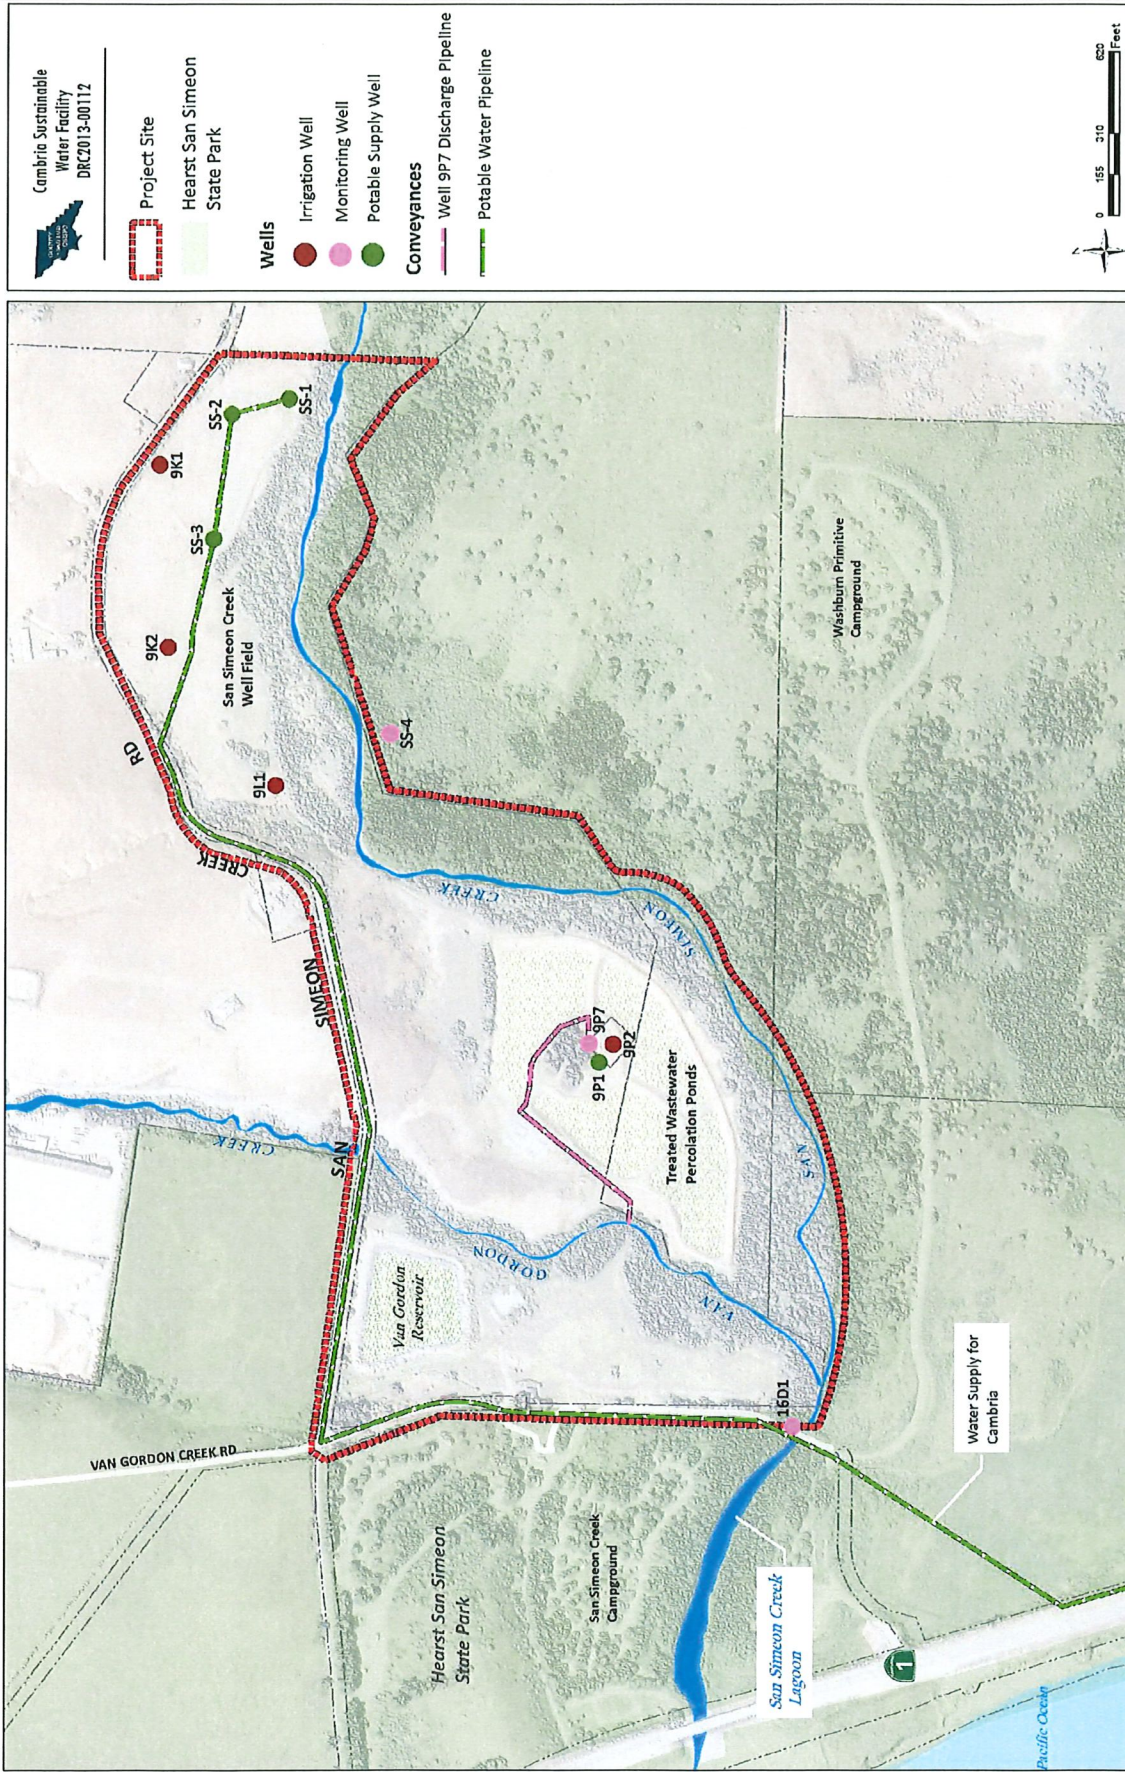 Cambria Sustainable
Water Facility
DRC2013-00112
Project Site
Hearst San Simeon
State Park
Wells
Irrigation Well
Monitoring Well
Potable Supply Well
Conveyances
Well 9P7 Discharge Pipeline
Potable Water Pipeline
0 155 310 620
Feet
SS-1
SS-2
9K1
SS-3
9K2
San Simeon Creek
Well Field
RD
9L1
SS-4
CREEK
SIMEON
SAN
CREEK
SIMEON
SAN
Washburn Primitive
Campground
9P7
9P1
9P2
Treated Wastewater
Percolation Ponds
CREEK
GORDON
VAN
Van Gordon
Reservoir
VAN GORDON CREEK RD
16D1
Water Supply for
Cambria
Hearst San Simeon
State Park
San Simeon Creek
Campground
San Simeon Creek
Lagoon
1
Pacific Ocean